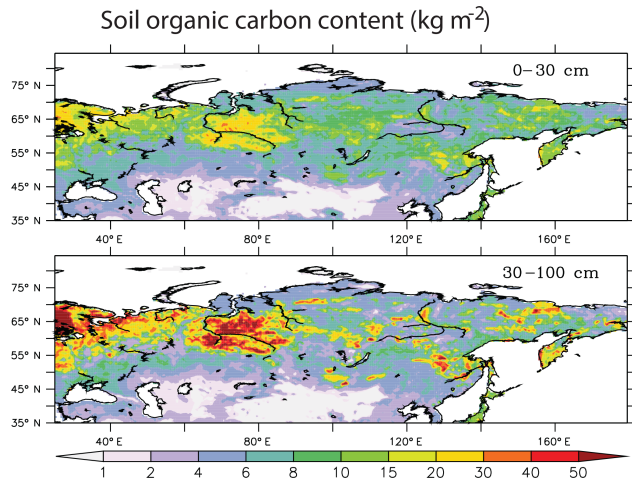 Soil organic carbon content (kg m-2)
0–30 cm
75° N
65° N
55° N
45° N
35° N
40° E 80° E 120° E 160° E
30–100 cm
75° N
65° N
55° N
45° N
35° N
40° E 80° E 120° E 160° E
1 2 4 6 8 10 15 20 30 40 50